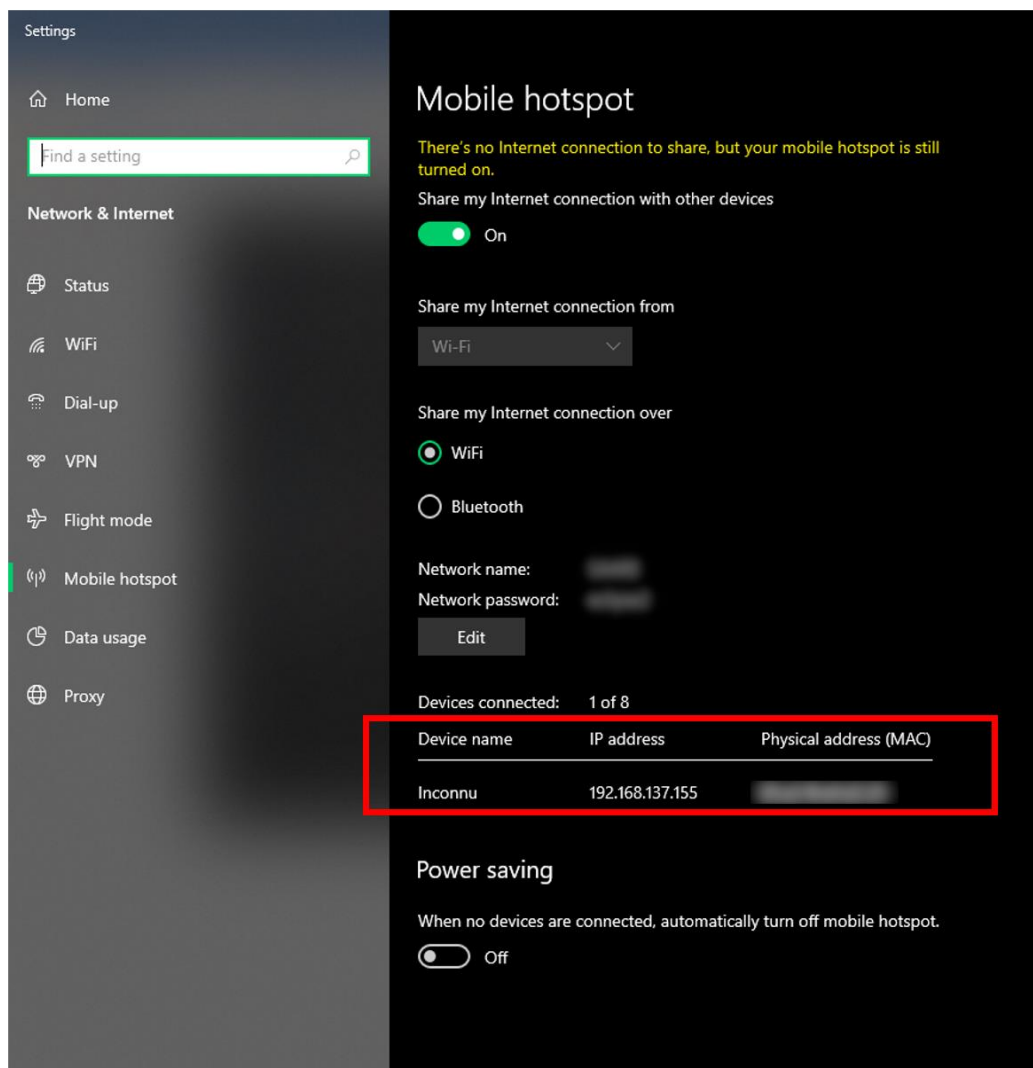 Settings
Home
Find a setting
Network & Internet
Status
WiFi
Dial-up
VPN
Flight mode
Mobile hotspot
Data usage
Proxy
Mobile hotspot
There's no Internet connection to share, but your mobile hotspot is still
turned on.
Share my Internet connection with other devices
On
Share my Internet connection from
Wi-Fi
Share my Internet connection over
WiFi
Bluetooth
Network name:
Network password:
Edit
Devices connected: 1 of 8
Device name IP address Physical address (MAC)
Inconnu 192.168.137.155
Power saving
When no devices are connected, automatically turn off mobile hotspot.
Off